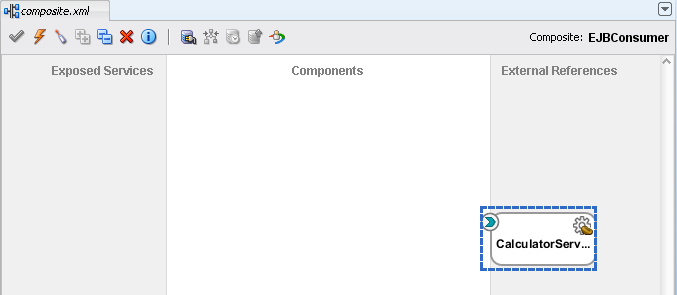 composite.xml
Composite: EJBConsumer
Exposed Services
Components
External References
CalculatorServ...